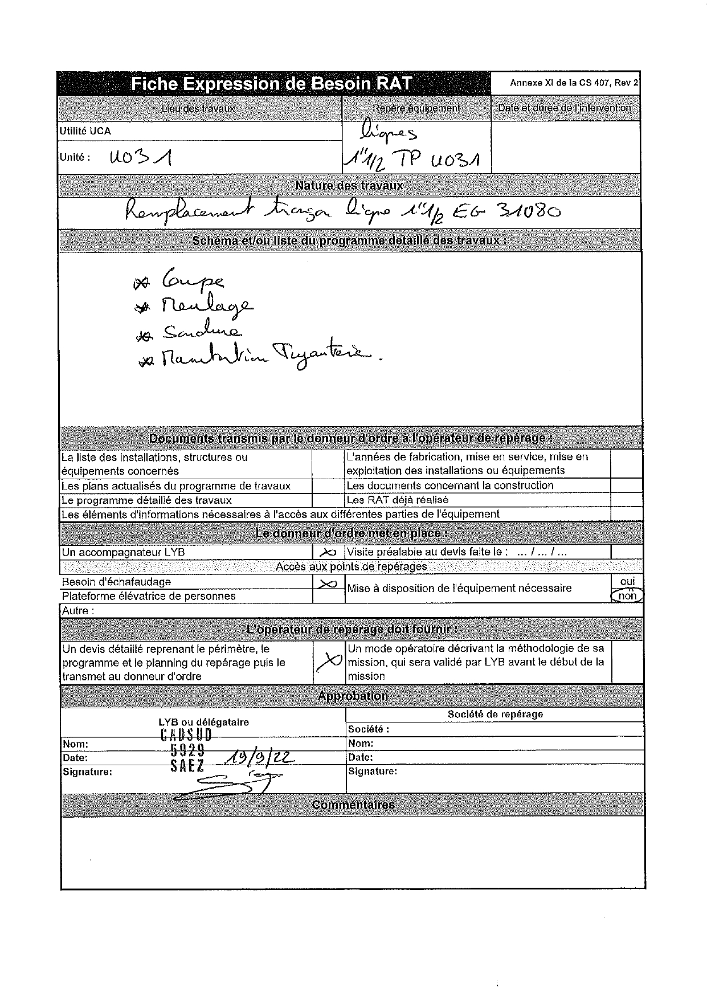 Fiche Expression de Besoin RAT
Annexe XI de la CS 407, Rev 2
Lieu des travaux
Repère équipement
Date et durée de l'intervention
Utilité UCA
Unité : U031
lignes
1"1/2 TP U031
Nature des travaux
Remplacement tronçon ligne 1"1/2 EG 31080
Schéma et/ou liste du programme detaillé des travaux :
* Coupe
* Meulage
* Soudure
* Manutention Tuyauterie.
Documents transmis par le donneur d'ordre à l'opérateur de repérage :
La liste des installations, structures ou
équipements concernés
L'années de fabrication, mise en service, mise en
exploitation des installations ou équipements
Les plans actualisés du programme de travaux
Les documents concernant la construction
Le programme détaillé des travaux
Les RAT déjà réalisé
Les éléments d'informations nécessaires à l'accès aux différentes parties de l'équipement
Le donneur d'ordre met en place :
Un accompagnateur LYB
Visite préalable au devis faite le : ... / ... / ...
Accès aux points de repérages
Besoin d'échafaudage
Plateforme élévatrice de personnes
Mise à disposition de l'équipement nécessaire
oui
non
Autre :
L'opérateur de repérage doit fournir :
Un devis détaillé reprenant le périmètre, le
programme et le planning du repérage puis le
transmet au donneur d'ordre
Un mode opératoire décrivant la méthodologie de sa
mission, qui sera validé par LYB avant le début de la
mission
Approbation
LYB ou délégataire
CADSUD
Nom: 5929
Date: SAEZ 19/9/22
Signature:
Société de repérage
Société :
Nom:
Date:
Signature:
Commentaires